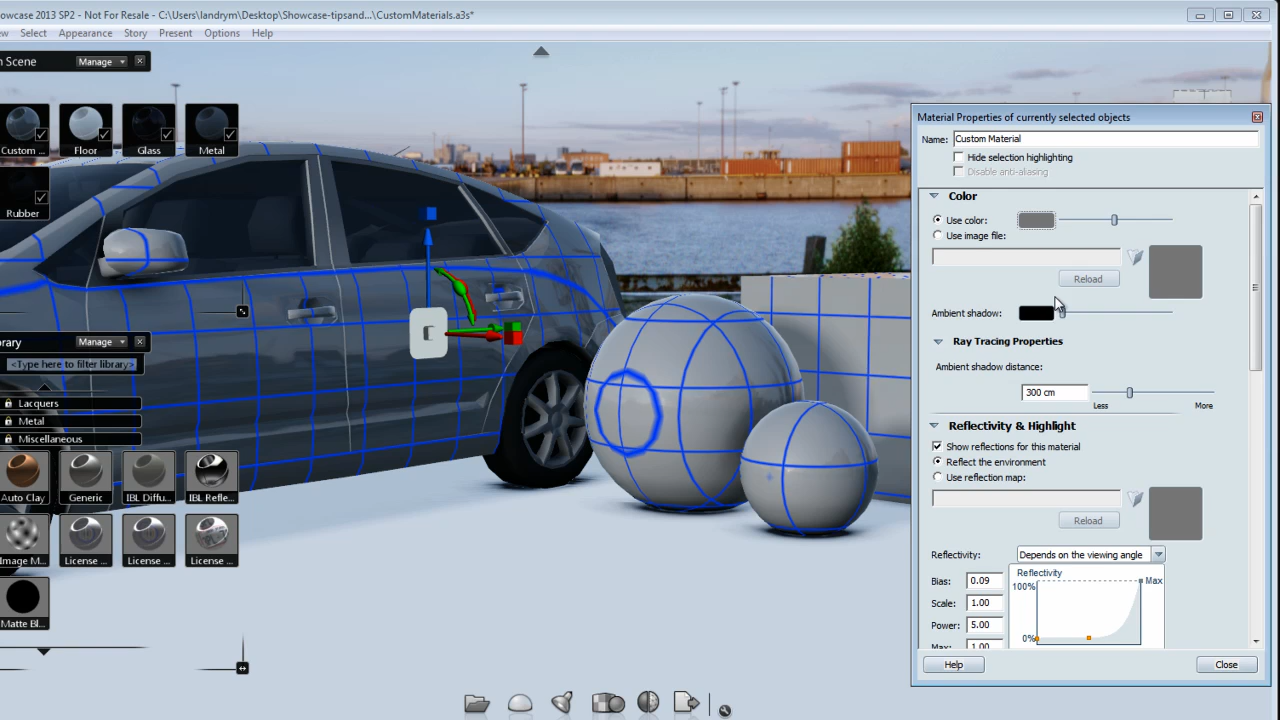 owcase 2013 SP2 - Not For Resale - C:\Users\landrym\Desktop\Showcase-tipsand...\CustomMaterials.a3s*
ew Select Appearance Story Present Options Help
n Scene Manage
Custom ... Floor Glass Metal
Rubber
brary Manage
<Type here to filter library>
Lacquers
Metal
Miscellaneous
Auto Clay Generic IBL Diffu... IBL Refle...
Image M... License ... License ... License ...
Matte Bl...
Material Properties of currently selected objects
Name: Custom Material
Hide selection highlighting
Disable anti-aliasing
Color
Use color:
Use image file:
Reload
Ambient shadow:
Ray Tracing Properties
Ambient shadow distance:
300 cm
Less More
Reflectivity & Highlight
Show reflections for this material
Reflect the environment
Use reflection map:
Reload
Reflectivity: Depends on the viewing angle
Bias: 0.09
Scale: 1.00
Power: 5.00
Max: 1.00
Reflectivity
100% Max
0%
Help Close